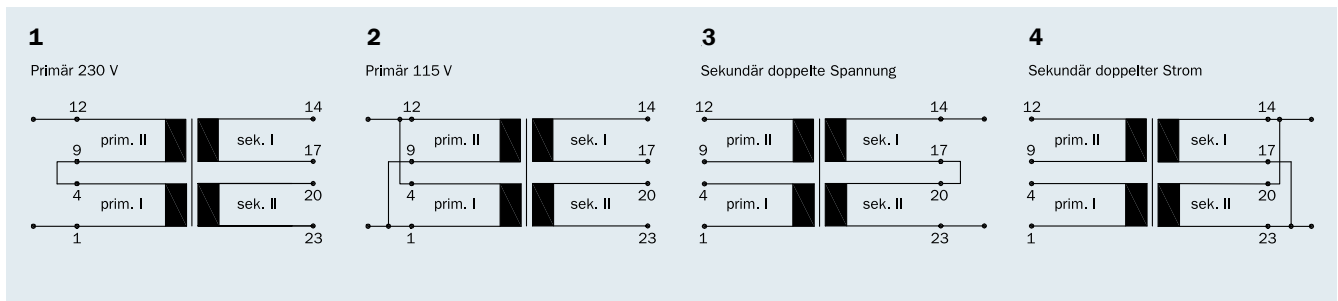 1
Primär 230 V
12
14
prim. II
sek. I
9
17
4
20
prim. I
sek. II
1
23
2
Primär 115 V
12
14
prim. II
sek. I
9
17
4
20
prim. I
sek. II
1
23
3
Sekundär doppelte Spannung
12
14
prim. II
sek. I
9
17
4
20
prim. I
sek. II
1
23
4
Sekundär doppelter Strom
12
14
prim. II
sek. I
9
17
4
20
prim. I
sek. II
1
23